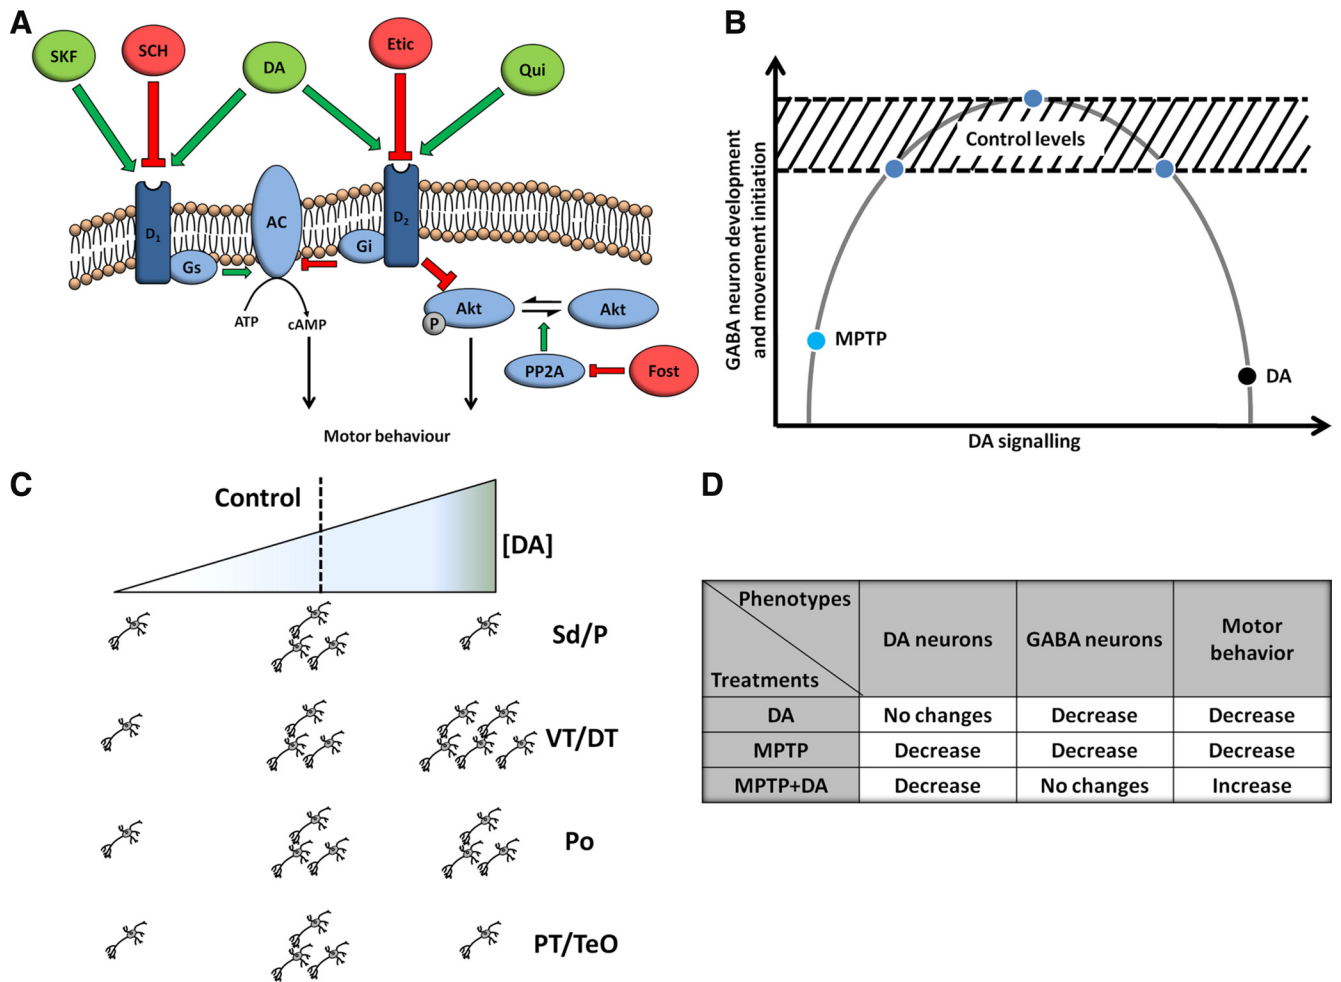 A
SKF
SCH
DA
Etic
Qui
D1
Gs
AC
Gi
D2
ATP
cAMP
Akt
P
Akt
PP2A
Fost
Motor behaviour
B
GABA neuron development
and movement initiation
Control levels
MPTP
DA
DA signalling
C
Control
[DA]
Sd/P
VT/DT
Po
PT/TeO
D
Phenotypes
Treatments
DA neurons
GABA neurons
Motor
behavior
DA
No changes
Decrease
Decrease
MPTP
Decrease
Decrease
Decrease
MPTP+DA
Decrease
No changes
Increase